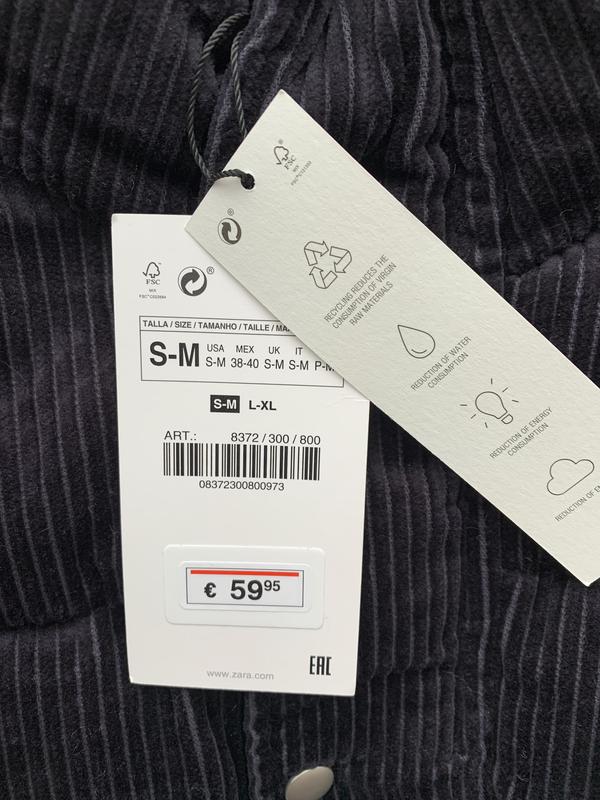 FSC
MIX
®
RECYCLING REDUCES THE
CONSUMPTION OF VIRGIN
RAW MATERIALS
REDUCTION OF WATER
CONSUMPTION
REDUCTION OF ENERGY
CONSUMPTION
REDUCTION OF
FSC
MIX
®
TALLA / SIZE / TAMANHO / TAILLE /
S-M
USA MEX UK IT
S-M 38-40 S-M S-M P-M
S-M L-XL
ART.: 8372 / 300 / 800
08372300800973
€ 59 95
www.zara.com
EAC